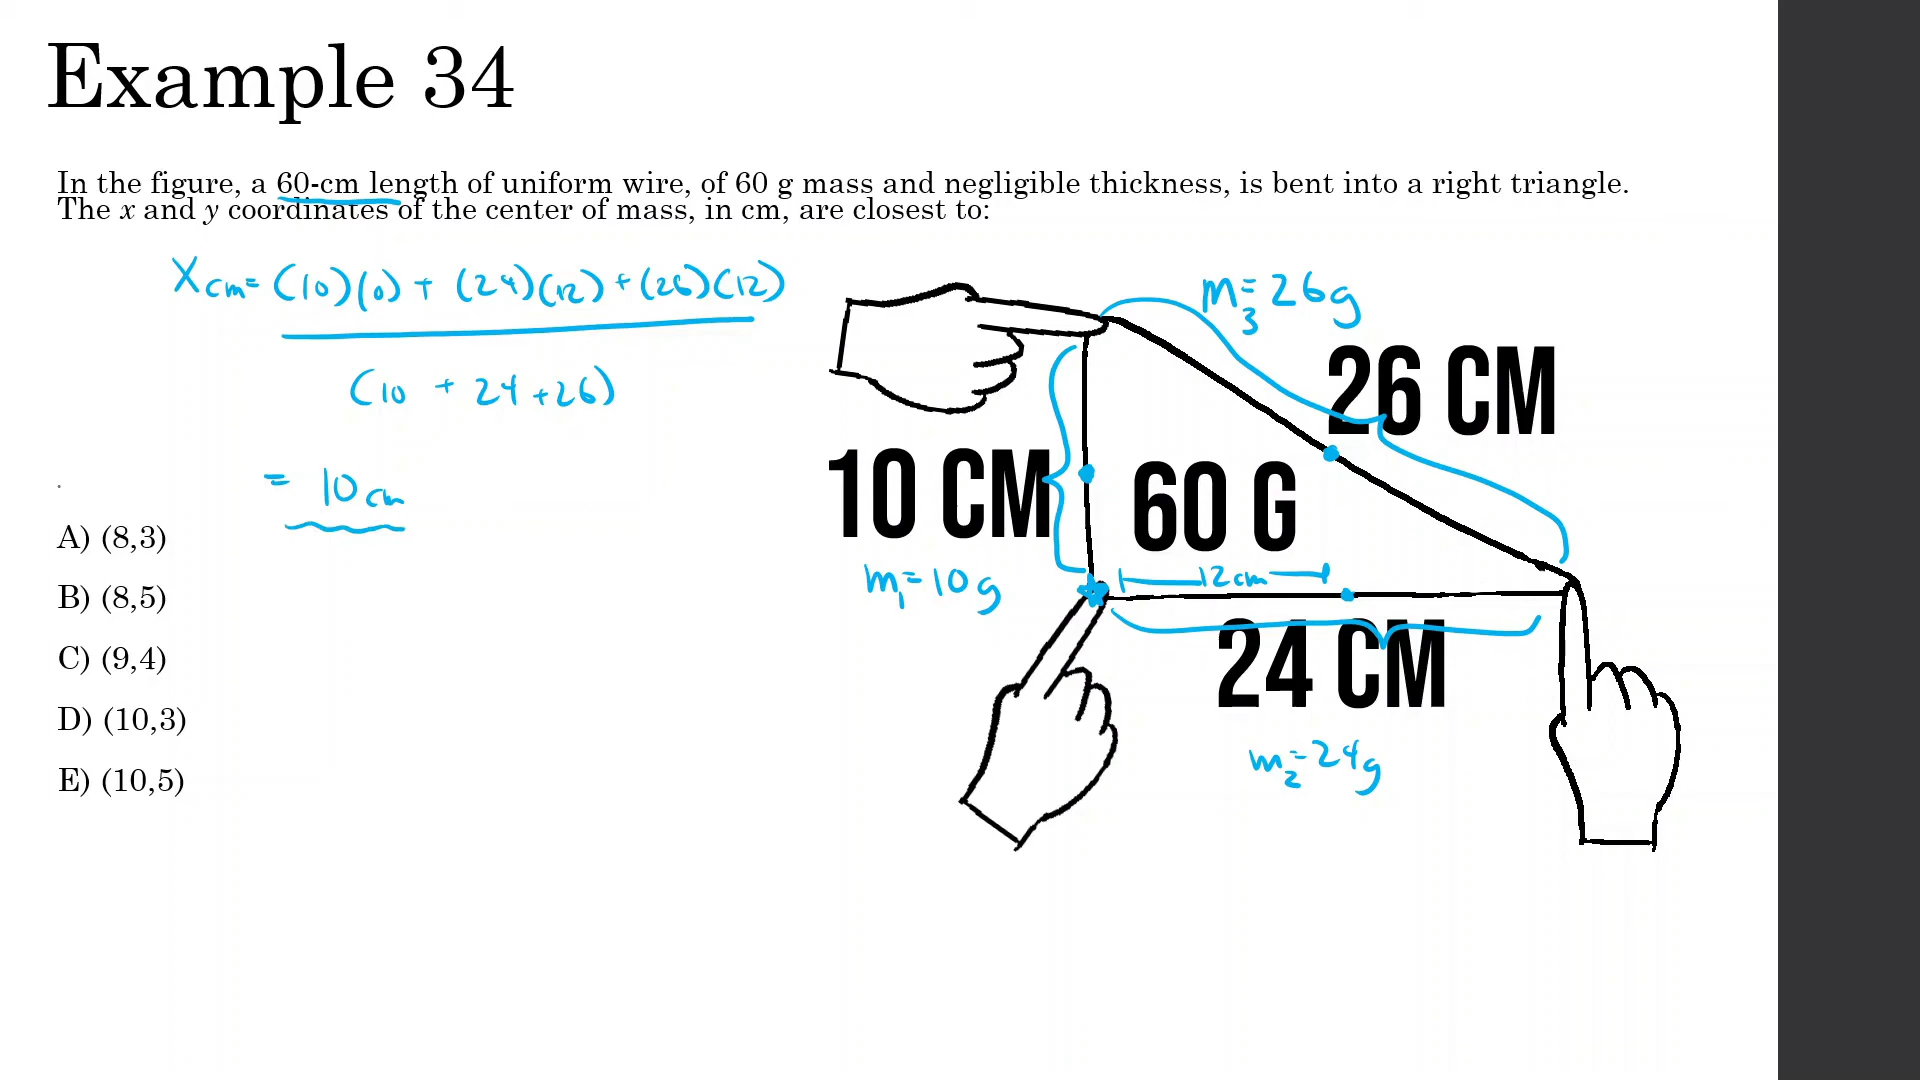 Example 34
In the figure, a 60-cm length of uniform wire, of 60 g mass and negligible thickness, is bent into a right triangle.
The x and y coordinates of the center of mass, in cm, are closest to:
Xcm= (10)(0) + (24)(12) + (26)(12)
(10 + 24 + 26)
= 10 cm
.
A) (8,3)
B) (8,5)
C) (9,4)
D) (10,3)
E) (10,5)
m3=26g
26 CM
10 CM
60 G
m1=10g
12cm
24 CM
m2=24g